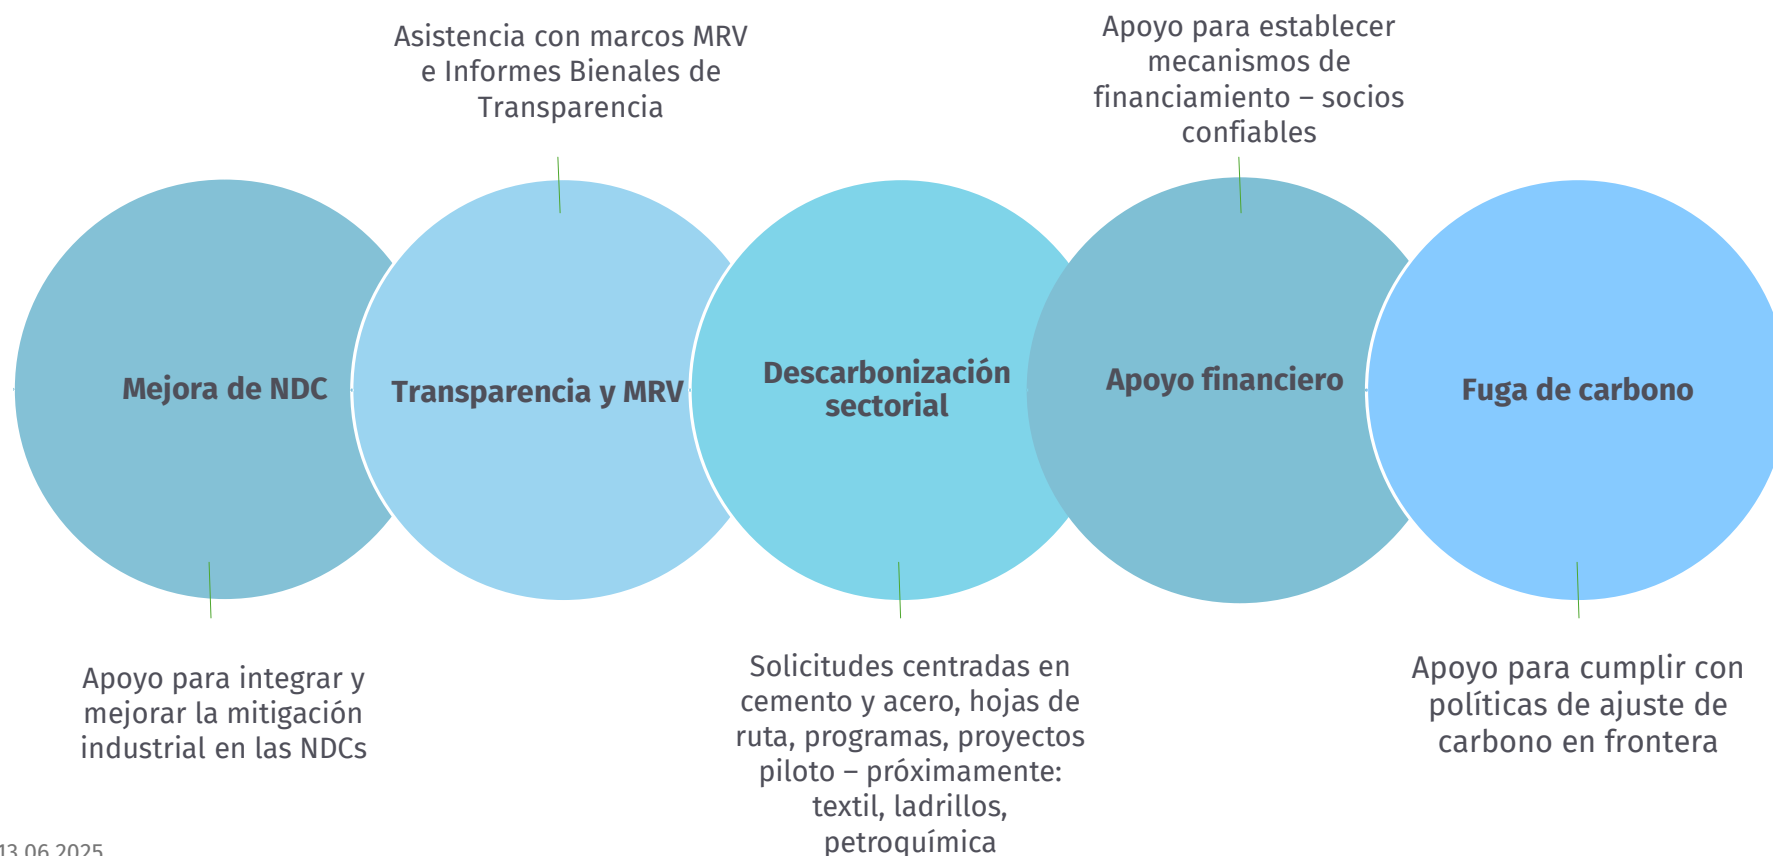 Asistencia con marcos MRV
e Informes Bienales de
Transparencia
Apoyo para establecer
mecanismos de
financiamiento – socios
confiables
Mejora de NDC
Transparencia y MRV
Descarbonización
sectorial
Apoyo financiero
Fuga de carbono
Apoyo para integrar y
mejorar la mitigación
industrial en las NDCs
Solicitudes centradas en
cemento y acero, hojas de
ruta, programas, proyectos
piloto – próximamente:
textil, ladrillos,
petroquímica
Apoyo para cumplir con
políticas de ajuste de
carbono en frontera
13.06.2025